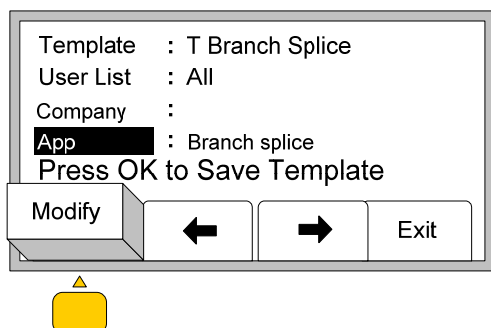 Template : T Branch Splice
User List : All
Company :
App : Branch splice
Press OK to Save Template
Modify ← → Exit